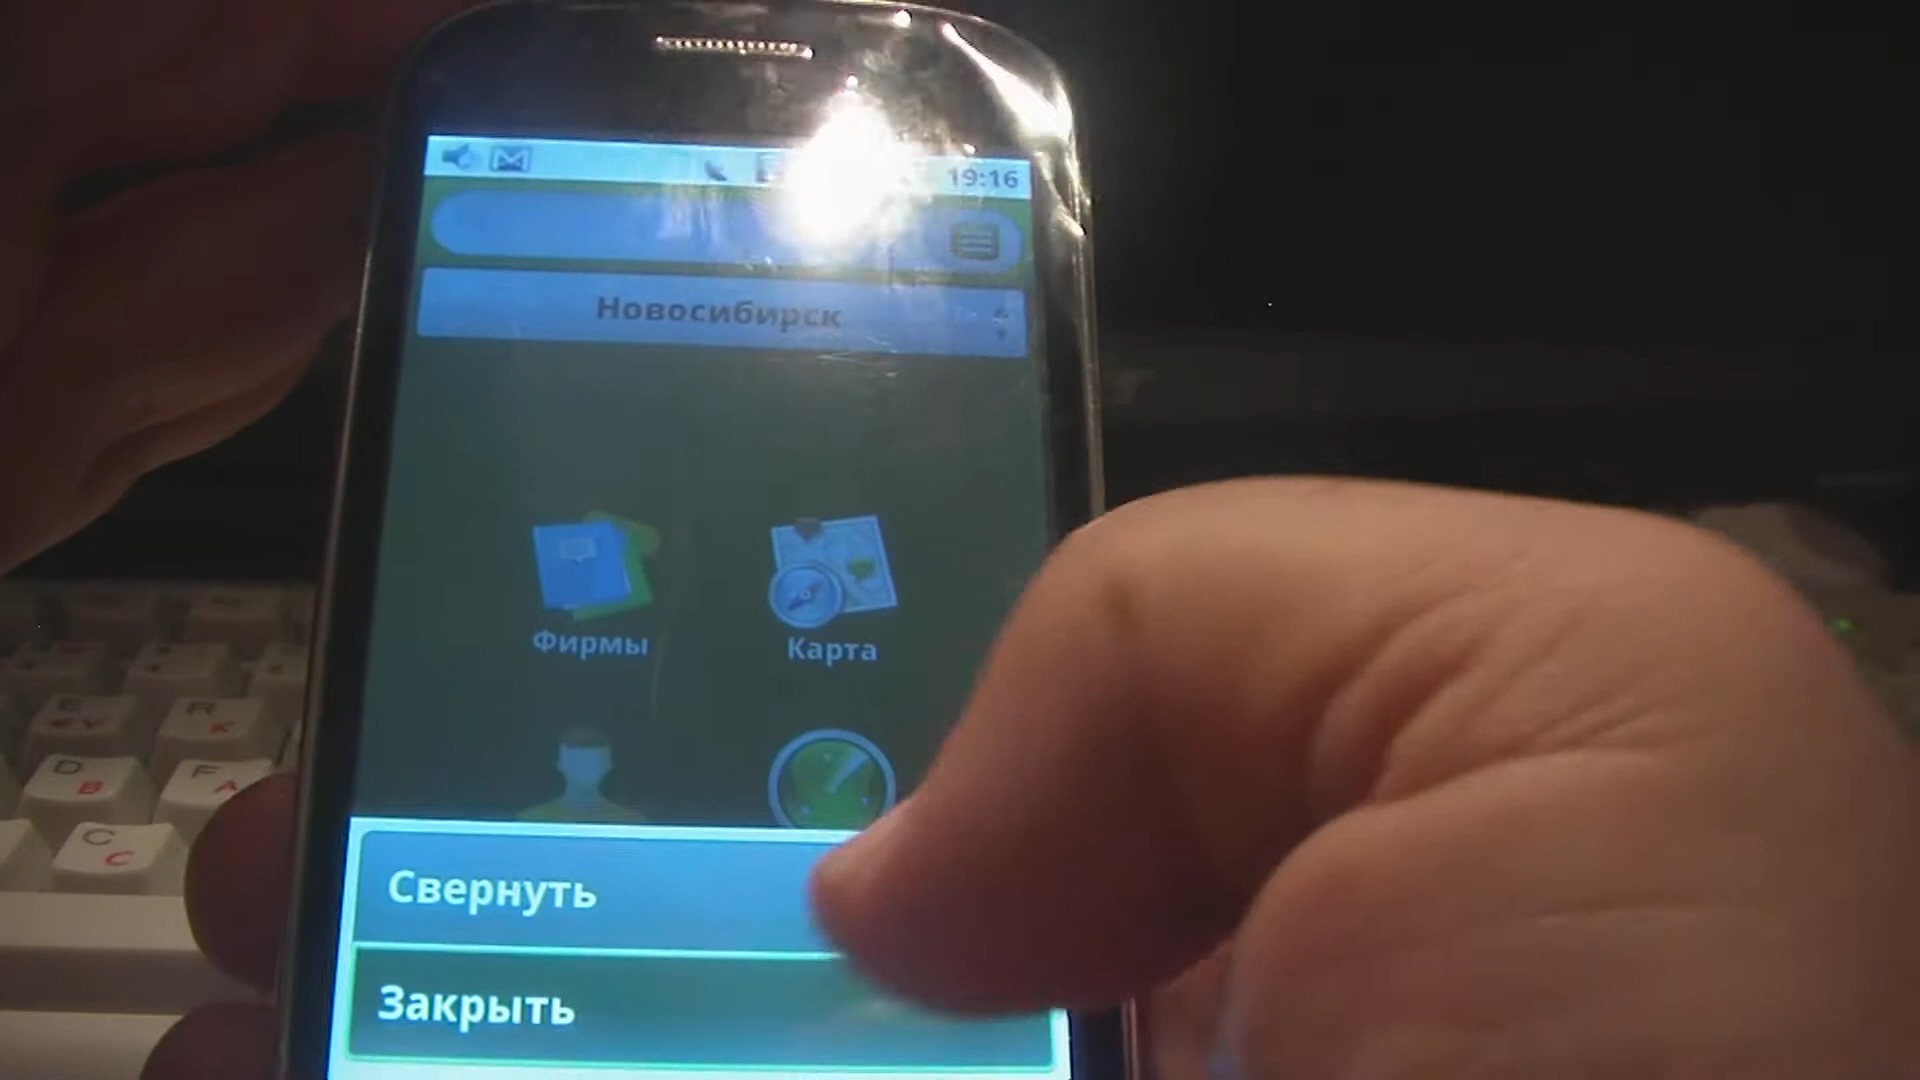 19:16
Новосибирск
Фирмы
Карта
Свернуть
Закрыть
E
R
К
D
В
F
А
C
С